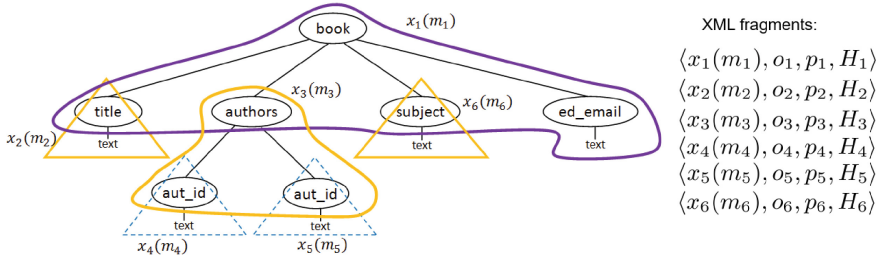 book
x₁(m₁)
XML fragments:
⟨x₁(m₁), o₁, p₁, H₁⟩
⟨x₂(m₂), o₂, p₂, H₂⟩
⟨x₃(m₃), o₃, p₃, H₃⟩
⟨x₄(m₄), o₄, p₄, H₄⟩
⟨x₅(m₅), o₅, p₅, H₅⟩
⟨x₆(m₆), o₆, p₆, H₆⟩
x₃(m₃)
title
authors
subject
x₆(m₆)
ed_email
x₂(m₂)
text
text
text
aut_id
aut_id
text
text
x₄(m₄)
x₅(m₅)